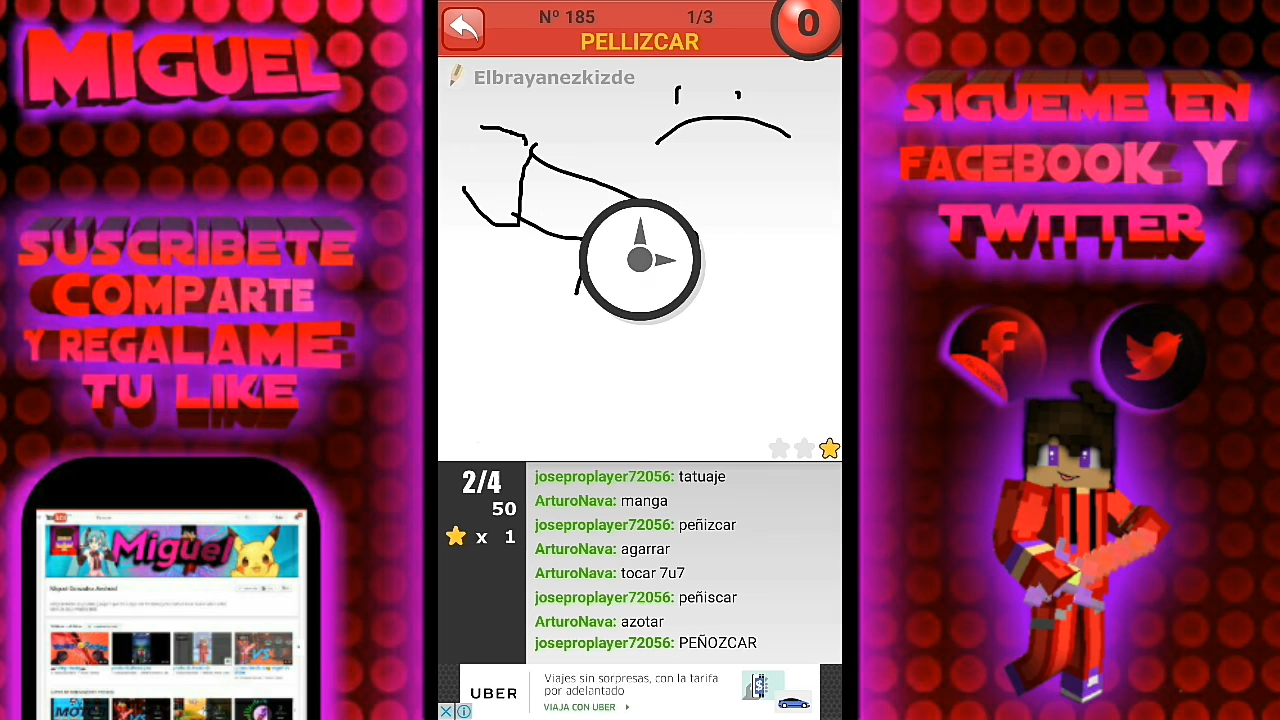 MIGUEL
SUSCRIBETE
COMPARTE
Y REGALAME
TU LIKE
Miguel
Nº 185
1/3
0
PELLIZCAR
Elbrayanezkizde
2/4
50
x 1
joseproplayer72056: tatuaje
ArturoNava: manga
joseproplayer72056: peñizcar
ArturoNava: agarrar
ArturoNava: tocar 7u7
joseproplayer72056: peñiscar
ArturoNava: azotar
joseproplayer72056: PEÑOZCAR
UBER
Viajes sin sorpresas, con la tarifa
por adelantado
VIAJA CON UBER
SIGUEME EN
FACEBOOK Y
TWITTER